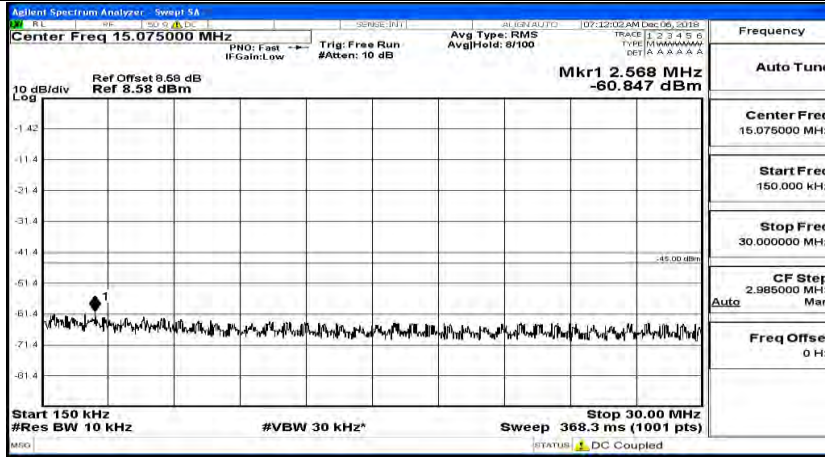 Agilent Spectrum Analyzer - Swept SA
RL RF 50 Ω DC SENSE:INT ALIGN AUTO 07:12:02 AM Dec 06, 2018
Center Freq 15.075000 MHz
PNO: Fast
IFGain:Low
Trig: Free Run
#Atten: 10 dB
Avg Type: RMS
Avg|Hold: 8/100
TRACE 1 2 3 4 5 6
TYPE MWWWWW
DET A A A A A A
Mkr1 2.568 MHz
-60.847 dBm
Ref Offset 8.58 dB
10 dB/div Ref 8.58 dBm
Log
-1.42
-11.4
-21.4
-31.4
-41.4
-45.00 dBm
-51.4
1
-61.4
-71.4
-81.4
Start 150 kHz Stop 30.00 MHz
#Res BW 10 kHz #VBW 30 kHz* Sweep 368.3 ms (1001 pts)
MSG STATUS DC Coupled
Frequency
Auto Tune
Center Freq
15.075000 MHz
Start Freq
150.000 kHz
Stop Freq
30.000000 MHz
CF Step
2.985000 MHz
Auto Man
Freq Offset
0 Hz